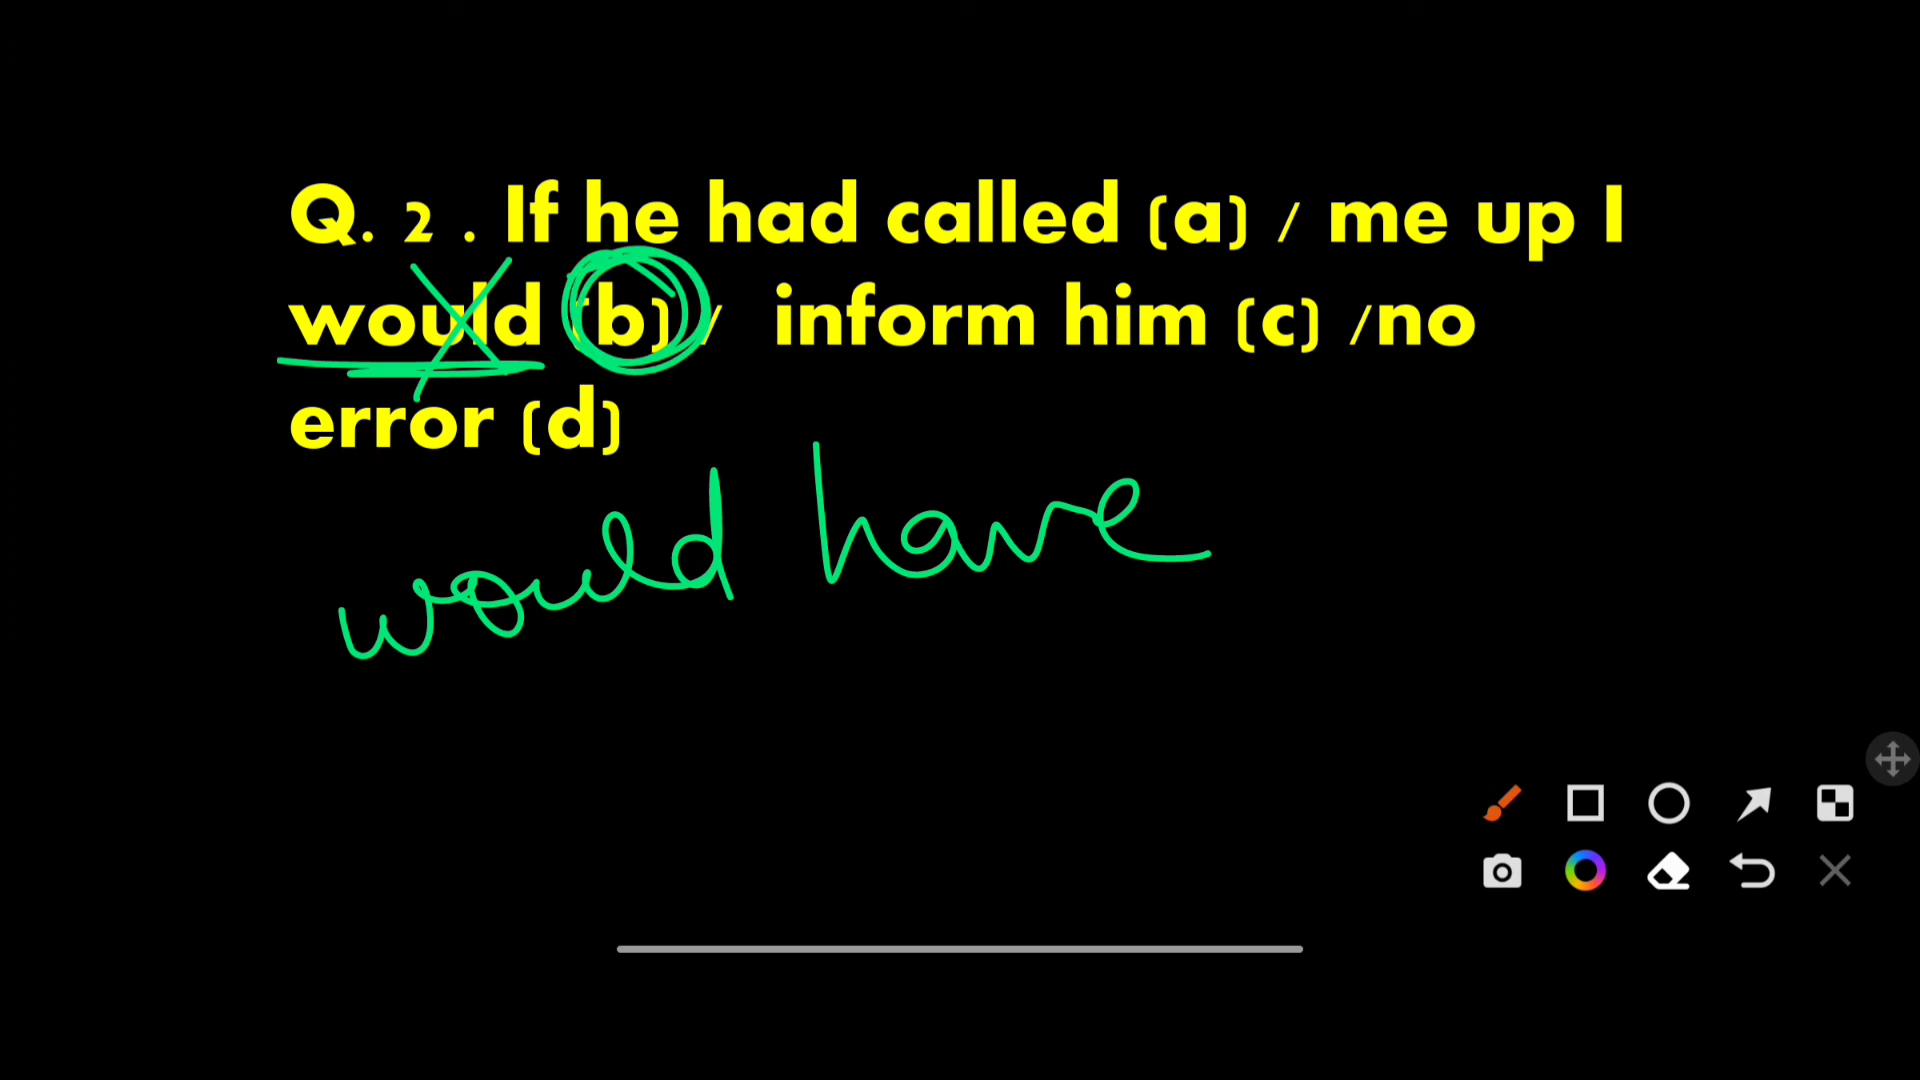 Q. 2 . If he had called (a) / me up I
would (b) / inform him (c) /no
error (d)
would have